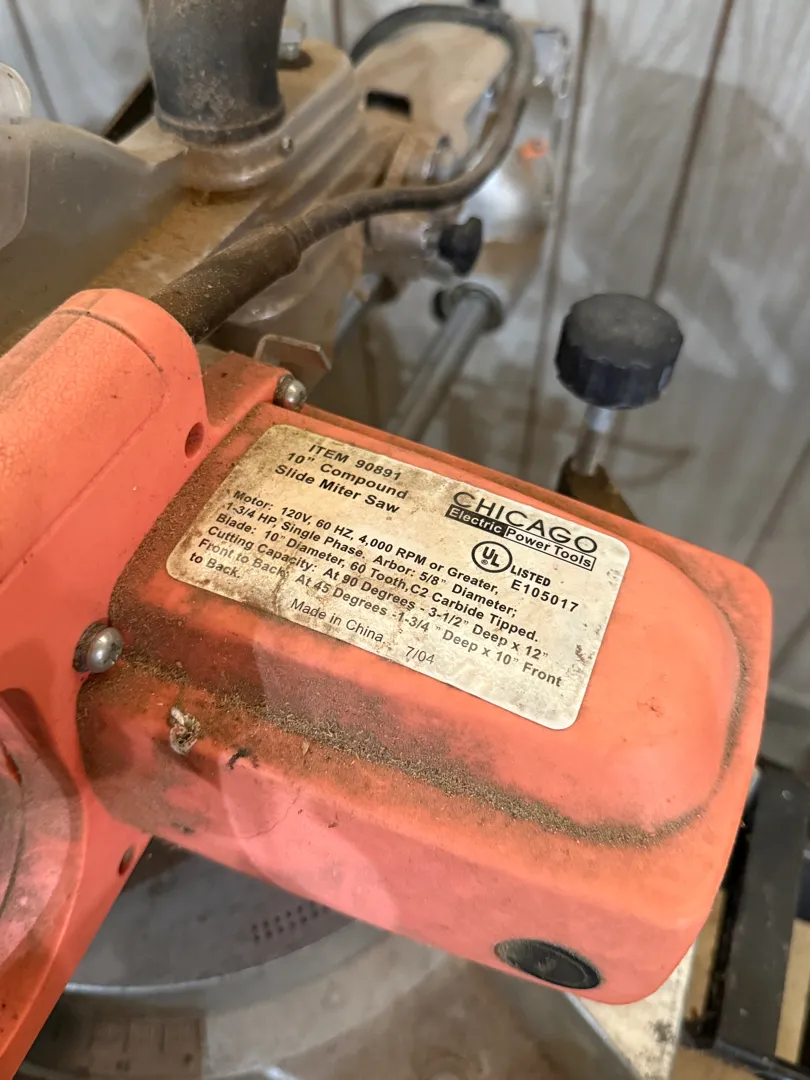 ITEM 90891
10" Compound
Slide Miter Saw
CHICAGO
Electric Power Tools
UL LISTED
E105017
Motor: 120V, 60 HZ, 4,000 RPM or Greater,
1-3/4 HP, Single Phase. Arbor: 5/8" Diameter;
Blade: 10" Diameter, 60 Tooth,C2 Carbide Tipped.
Cutting Capacity: At 90 Degrees - 3-1/2" Deep x 12"
Front to Back; At 45 Degrees -1-3/4 " Deep x 10" Front
to Back.
Made in China 7/04